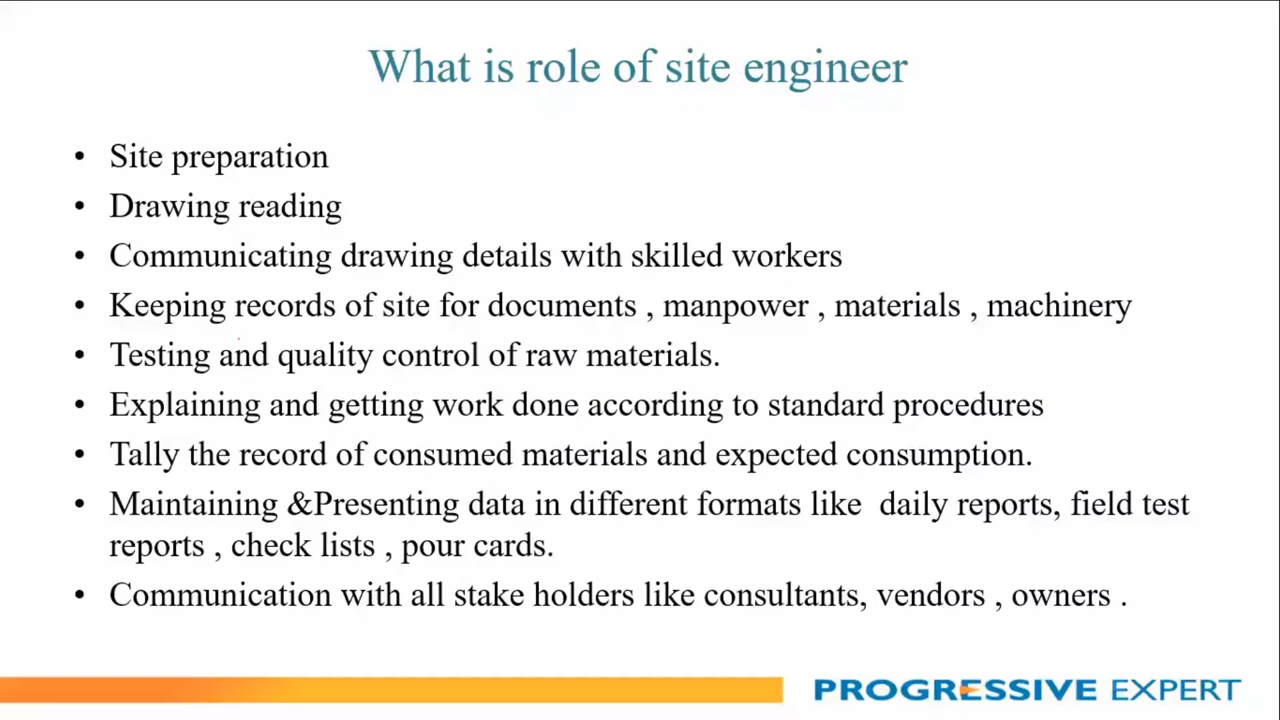 What is role of site engineer
• Site preparation
• Drawing reading
• Communicating drawing details with skilled workers
• Keeping records of site for documents , manpower , materials , machinery
• Testing and quality control of raw materials.
• Explaining and getting work done according to standard procedures
• Tally the record of consumed materials and expected consumption.
• Maintaining &Presenting data in different formats like  daily reports, field test
reports , check lists , pour cards.
• Communication with all stake holders like consultants, vendors , owners .
PROGRESSIVE EXPERT